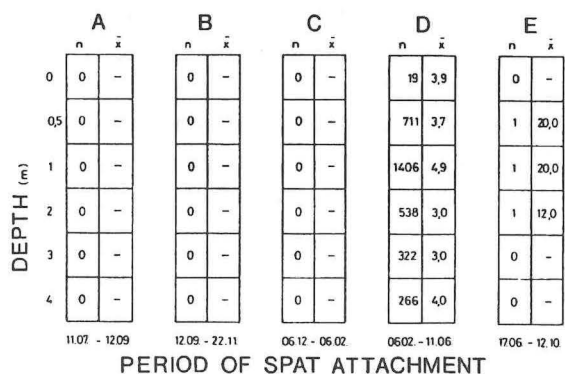 A B C D E
n x̄ n x̄ n x̄ n x̄ n x̄
0 0 – 0 – 0 – 19 3,9 0 –
0,5 0 – 0 – 0 – 711 3,7 1 20,0
1 0 – 0 – 0 – 1406 4,9 1 20,0
2 0 – 0 – 0 – 538 3,0 1 12,0
3 0 – 0 – 0 – 322 3,0 0 –
4 0 – 0 – 0 – 266 4,0 0 –
DEPTH (m)
11.07. - 12.09 12.09. - 22.11 06.12 - 06.02. 06.02. - 11.06. 17.06 - 12.10.
PERIOD OF SPAT ATTACHMENT